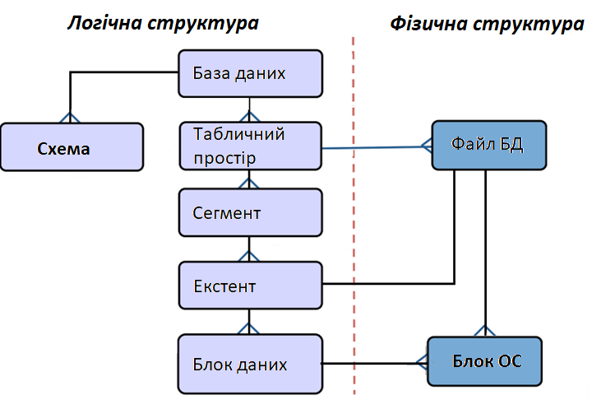 Логічна структура
Фізична структура
База даних
Схема
Табличний
простір
Файл БД
Сегмент
Екстент
Блок даних
Блок ОС